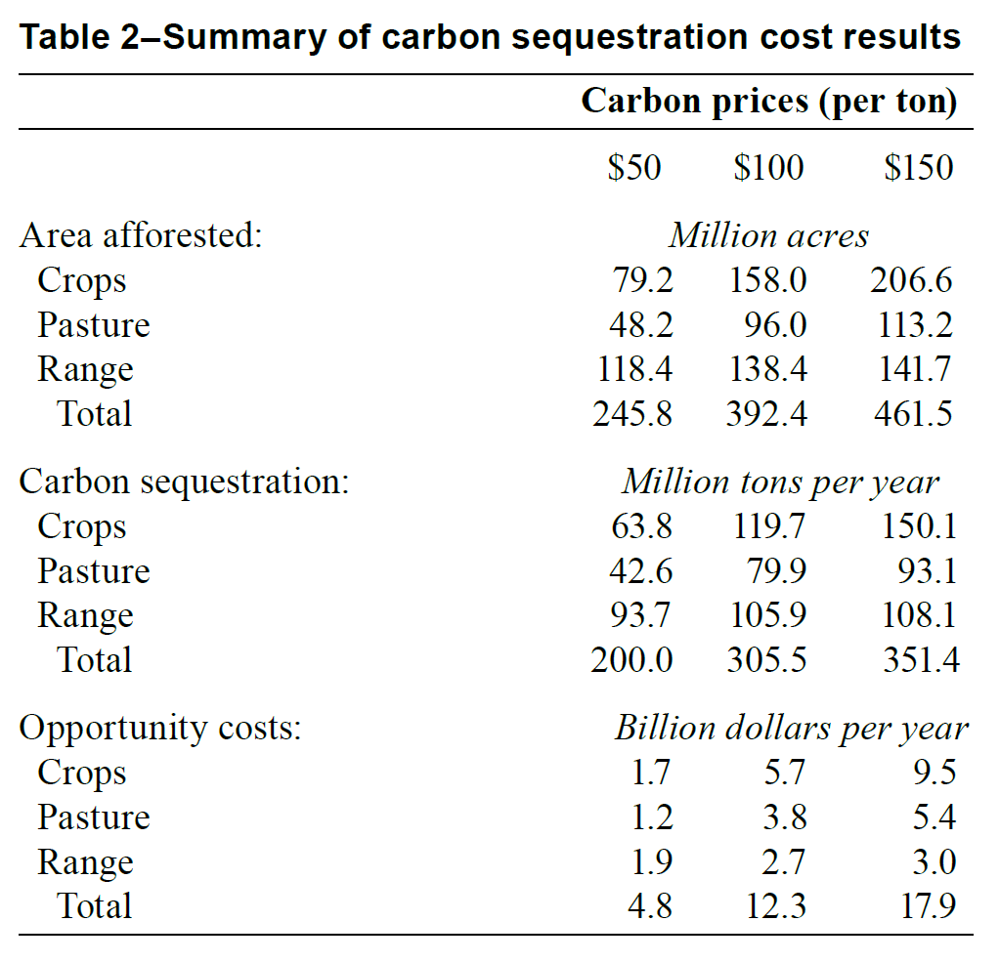 Table 2–Summary of carbon sequestration cost results
Carbon prices (per ton)
$50 $100 $150
Area afforested: Million acres
Crops 79.2 158.0 206.6
Pasture 48.2 96.0 113.2
Range 118.4 138.4 141.7
Total 245.8 392.4 461.5
Carbon sequestration: Million tons per year
Crops 63.8 119.7 150.1
Pasture 42.6 79.9 93.1
Range 93.7 105.9 108.1
Total 200.0 305.5 351.4
Opportunity costs: Billion dollars per year
Crops 1.7 5.7 9.5
Pasture 1.2 3.8 5.4
Range 1.9 2.7 3.0
Total 4.8 12.3 17.9